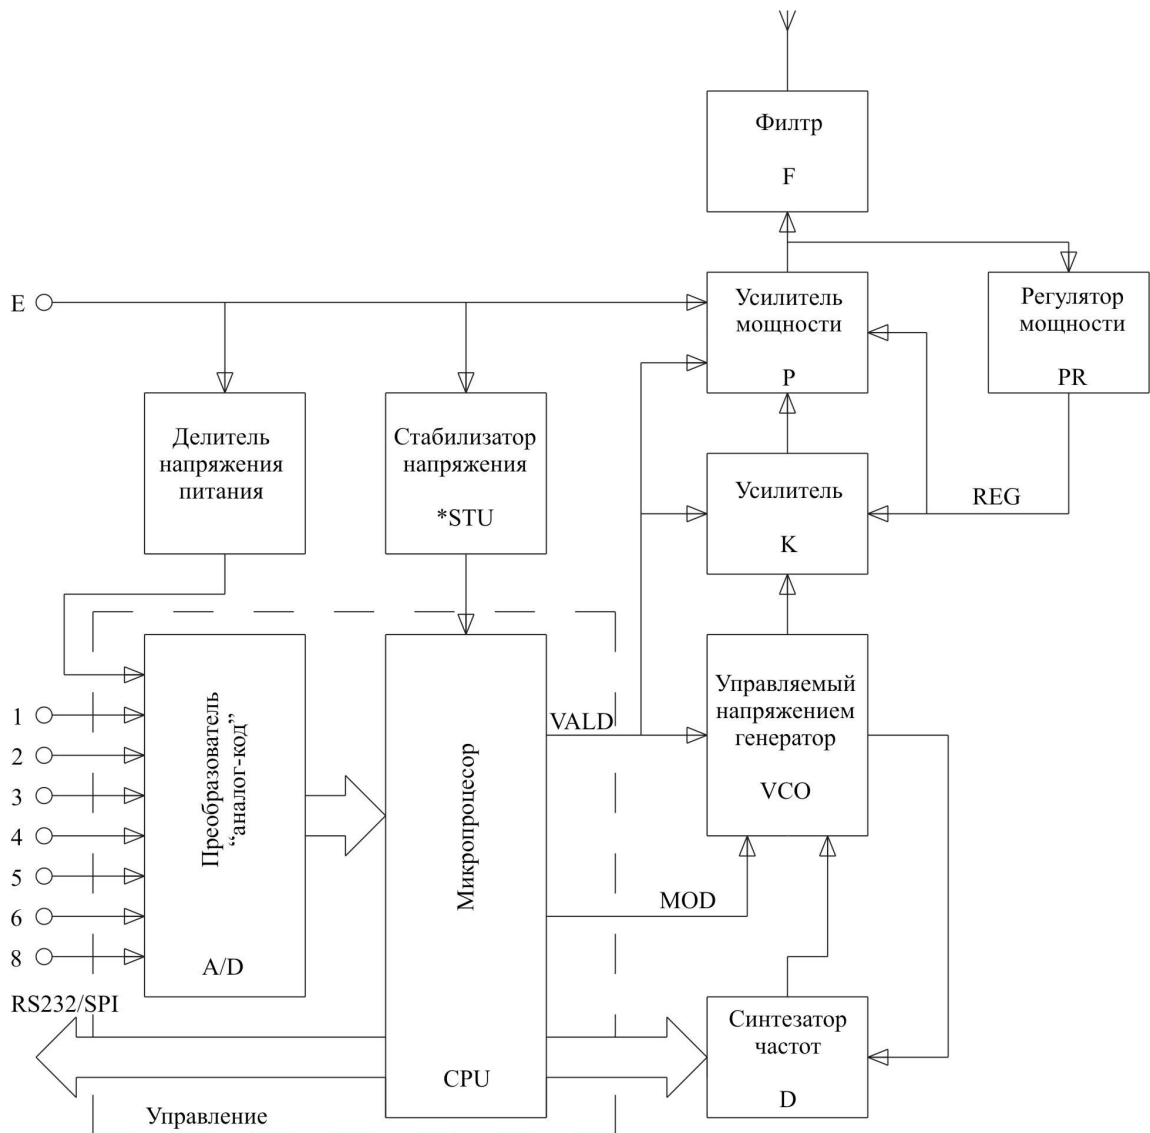 Филтр
F
E
Усилитель
мощности
P
Регулятор
мощности
PR
Делитель
напряжения
питания
Стабилизатор
напряжения
*STU
Усилитель
K
REG
Преобразователь
“аналог-код”
A/D
Микропроцесор
CPU
VALD
MOD
Управляемый
напряжением
генератор
VCO
1
2
3
4
5
6
8
RS232/SPI
Синтезатор
частот
D
Управление